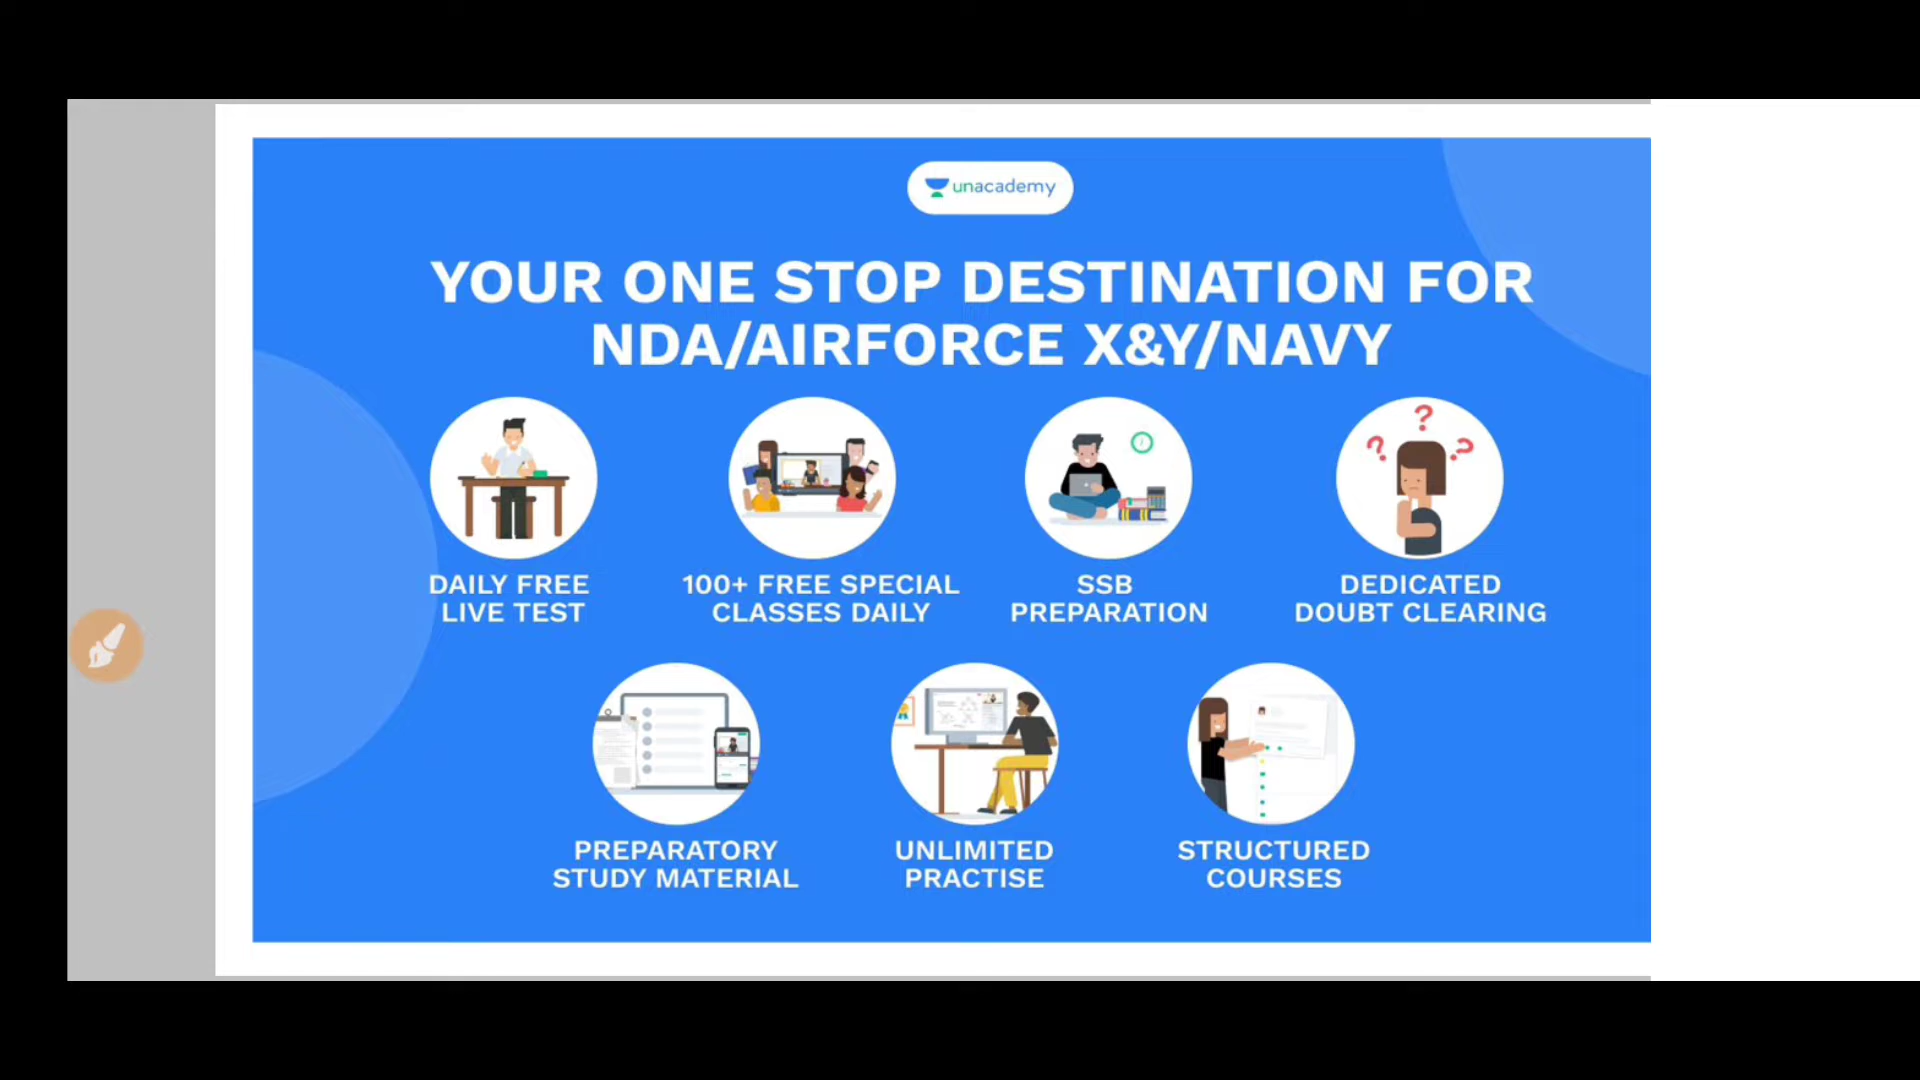 unacademy
YOUR ONE STOP DESTINATION FOR
NDA/AIRFORCE X&Y/NAVY
DAILY FREE
LIVE TEST
100+ FREE SPECIAL
CLASSES DAILY
SSB
PREPARATION
DEDICATED
DOUBT CLEARING
PREPARATORY
STUDY MATERIAL
UNLIMITED
PRACTISE
STRUCTURED
COURSES